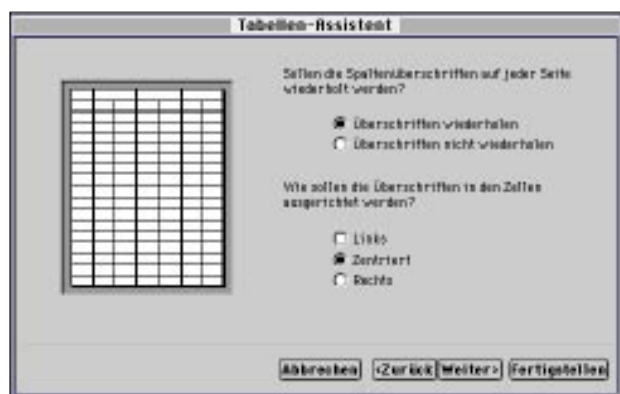 Tabellen-Assistent
Sollen die Spaltenüberschriften auf jeder Seite
wiederholt werden?
Überschriften wiederholen
Überschriften nicht wiederholen
Wie sollen die Überschriften in den Zellen
ausgerichtet werden?
Links
Zentriert
Rechts
Abbrechen <Zurück Weiter> Fertigstellen